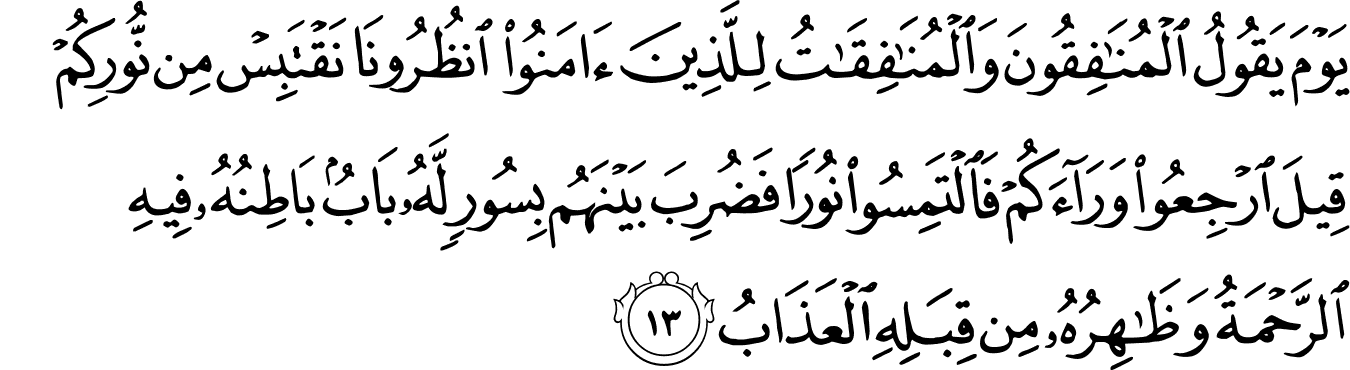 يَوْمَ يَقُولُ ٱلْمُنَٰفِقُونَ وَٱلْمُنَٰفِقَٰتُ لِلَّذِينَ ءَامَنُوا۟ ٱنظُرُونَا نَقْتَبِسْ مِن نُّورِكُمْ
قِيلَ ٱرْجِعُوا۟ وَرَآءَكُمْ فَٱلْتَمِسُوا۟ نُورًا فَضُرِبَ بَيْنَهُم بِسُورٍ لَّهُۥ بَابٌۢ بَاطِنُهُۥ فِيهِ
ٱلرَّحْمَةُ وَظَٰهِرُهُۥ مِن قِبَلِهِ ٱلْعَذَابُ ١٣